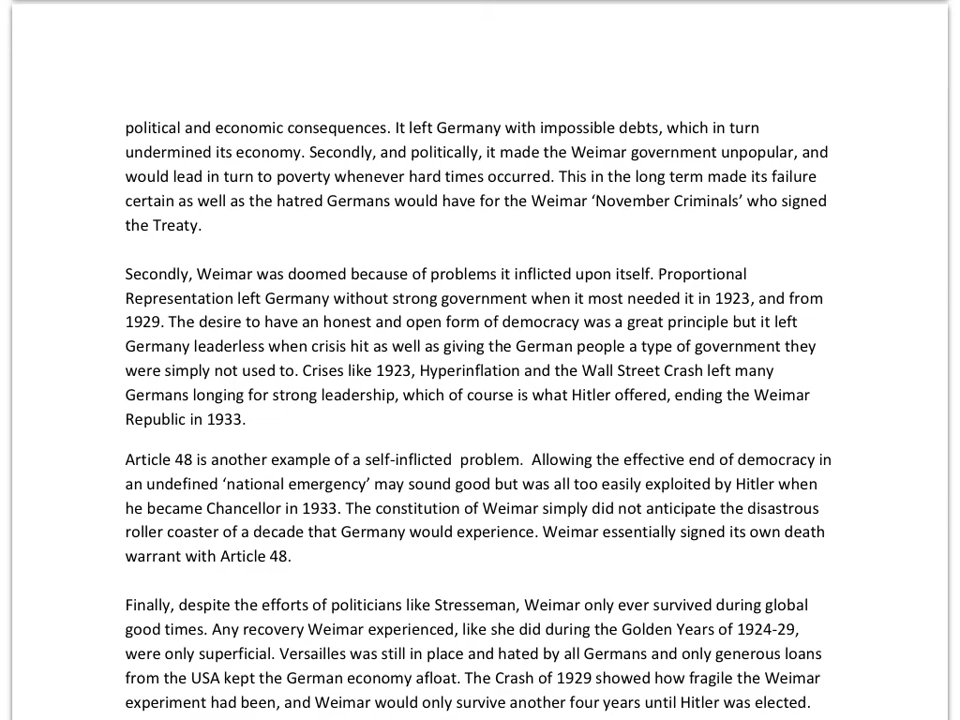 political and economic consequences. It left Germany with impossible debts, which in turn
undermined its economy. Secondly, and politically, it made the Weimar government unpopular, and
would lead in turn to poverty whenever hard times occurred. This in the long term made its failure
certain as well as the hatred Germans would have for the Weimar ‘November Criminals’ who signed
the Treaty.
Secondly, Weimar was doomed because of problems it inflicted upon itself. Proportional
Representation left Germany without strong government when it most needed it in 1923, and from
1929. The desire to have an honest and open form of democracy was a great principle but it left
Germany leaderless when crisis hit as well as giving the German people a type of government they
were simply not used to. Crises like 1923, Hyperinflation and the Wall Street Crash left many
Germans longing for strong leadership, which of course is what Hitler offered, ending the Weimar
Republic in 1933.
Article 48 is another example of a self-inflicted  problem.  Allowing the effective end of democracy in
an undefined ‘national emergency’ may sound good but was all too easily exploited by Hitler when
he became Chancellor in 1933. The constitution of Weimar simply did not anticipate the disastrous
roller coaster of a decade that Germany would experience. Weimar essentially signed its own death
warrant with Article 48.
Finally, despite the efforts of politicians like Stresseman, Weimar only ever survived during global
good times. Any recovery Weimar experienced, like she did during the Golden Years of 1924-29,
were only superficial. Versailles was still in place and hated by all Germans and only generous loans
from the USA kept the German economy afloat. The Crash of 1929 showed how fragile the Weimar
experiment had been, and Weimar would only survive another four years until Hitler was elected.